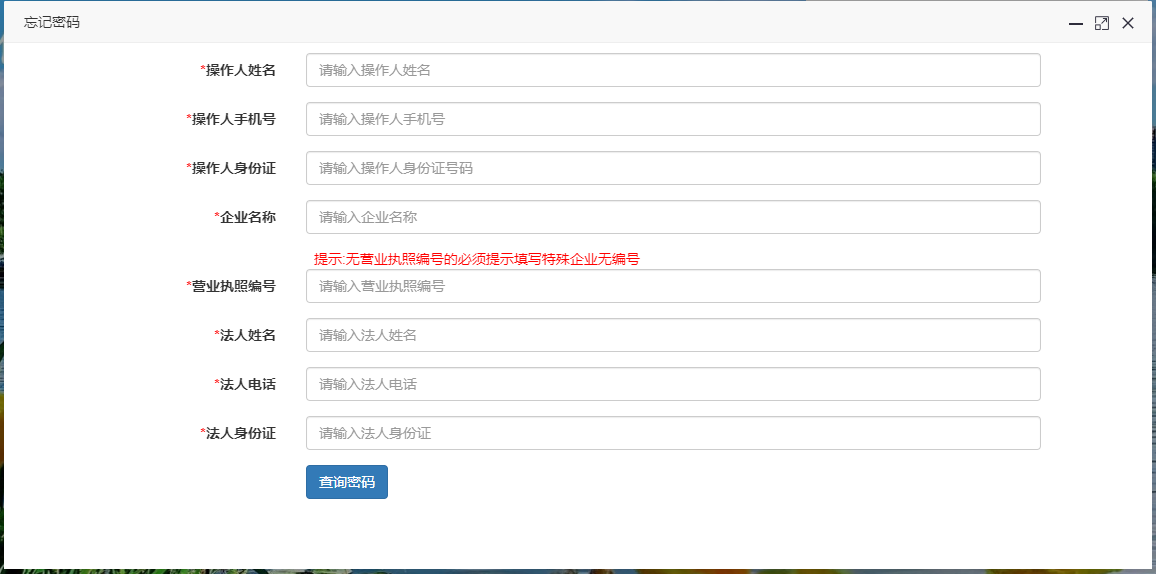 忘记密码
*操作人姓名 请输入操作人姓名
*操作人手机号 请输入操作人手机号
*操作人身份证 请输入操作人身份证号码
*企业名称 请输入企业名称
提示:无营业执照编号的必须提示填写特殊企业无编号
*营业执照编号 请输入营业执照编号
*法人姓名 请输入法人姓名
*法人电话 请输入法人电话
*法人身份证 请输入法人身份证
查询密码